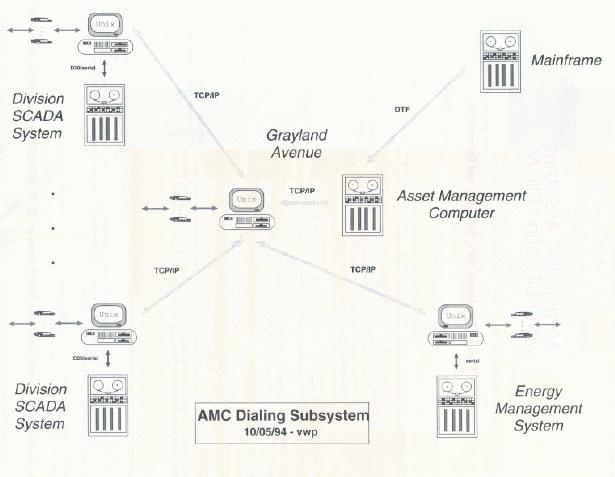 Unix
D20/serial
Division
SCADA
System
TCP/IP
Mainframe
DTF
Grayland
Avenue
Unix
TCP/IP
Asset Management
Computer
TCP/IP
TCP/IP
Unix
D20/serial
Division
SCADA
System
Unix
serial
Energy
Management
System
AMC Dialing Subsystem
10/05/94 - vwp